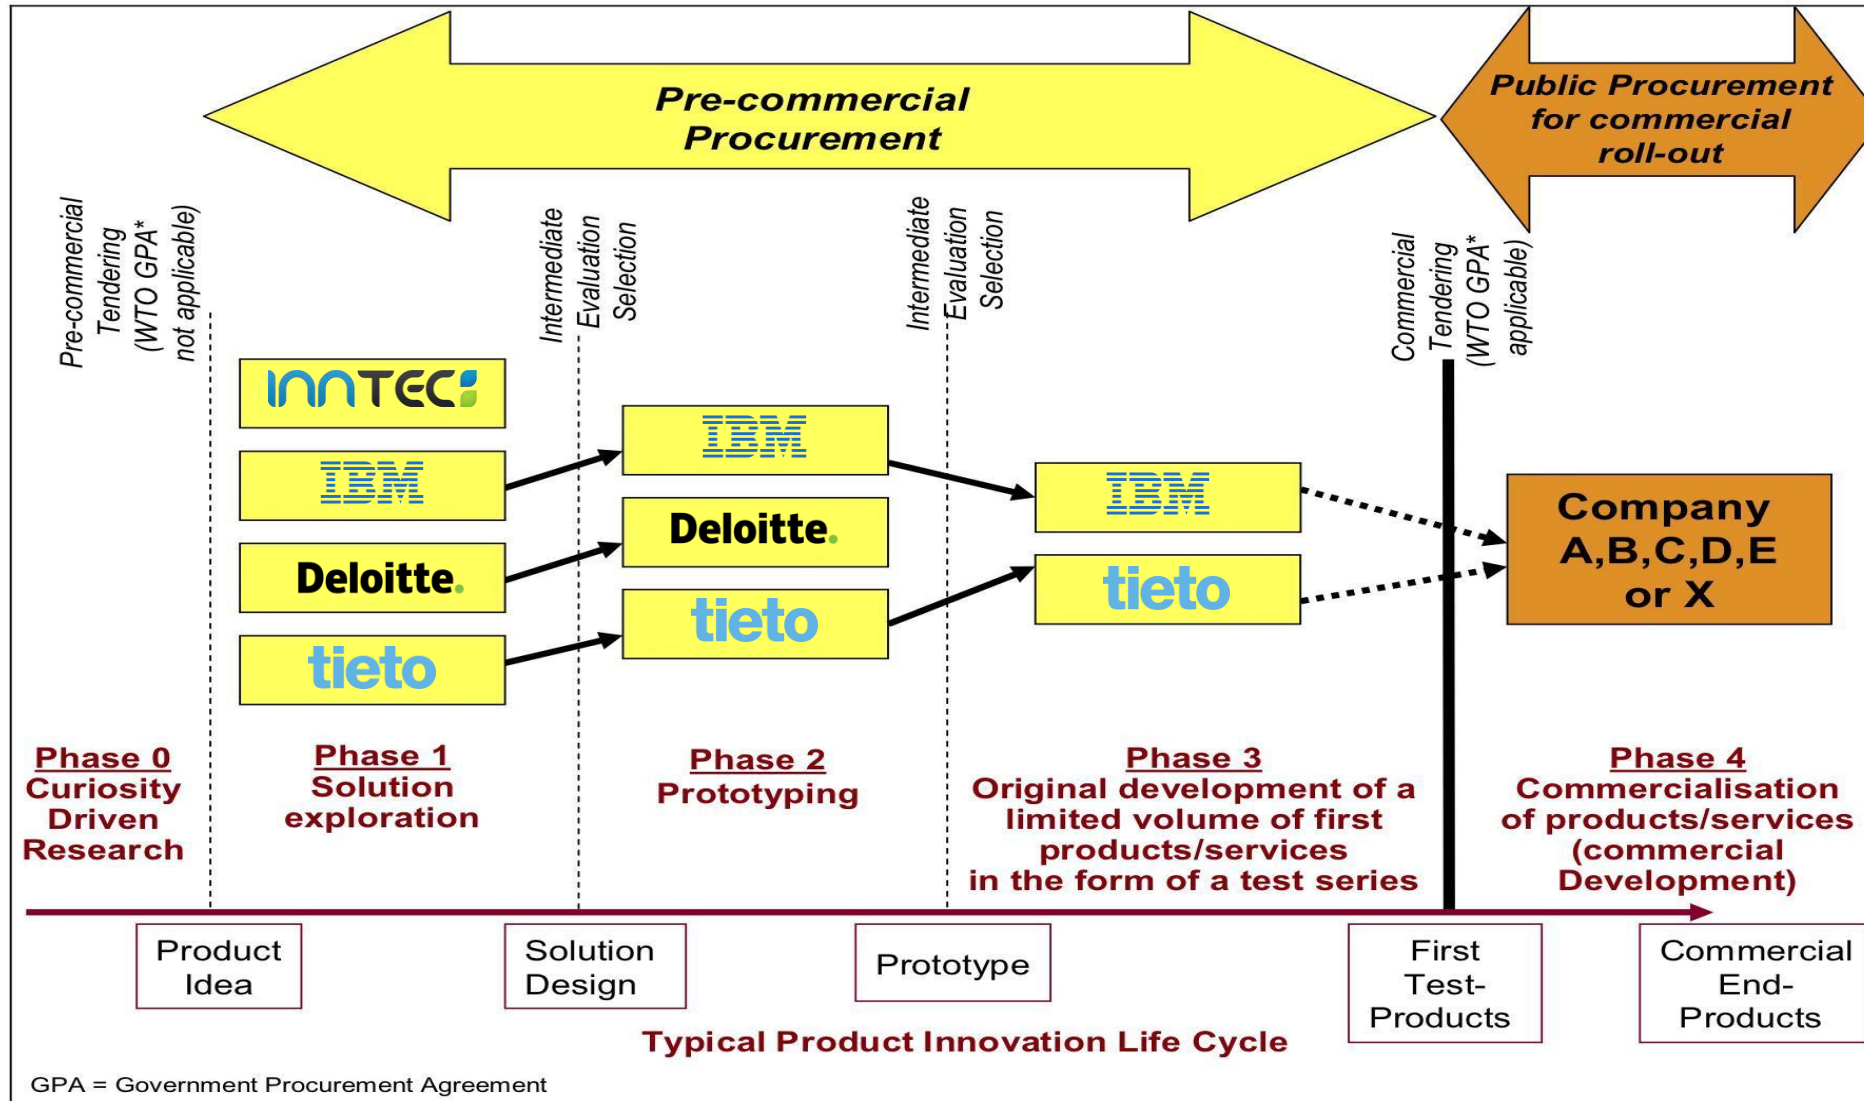 Pre-commercial
Procurement
Public Procurement
for commercial
roll-out
Pre-commercial
Tendering
(WTO GPA*
not applicable)
Intermediate
Evaluation
Selection
Intermediate
Evaluation
Selection
Commercial
Tendering
(WTO GPA*
applicable)
INNTEC
IBM
Deloitte.
tieto
IBM
Deloitte.
tieto
IBM
tieto
Company
A,B,C,D,E
or X
Phase 0
Curiosity
Driven
Research
Phase 1
Solution
exploration
Phase 2
Prototyping
Phase 3
Original development of a
limited volume of first
products/services
in the form of a test series
Phase 4
Commercialisation
of products/services
(commercial
Development)
Product
Idea
Solution
Design
Prototype
First
Test-
Products
Commercial
End-
Products
Typical Product Innovation Life Cycle
GPA = Government Procurement Agreement